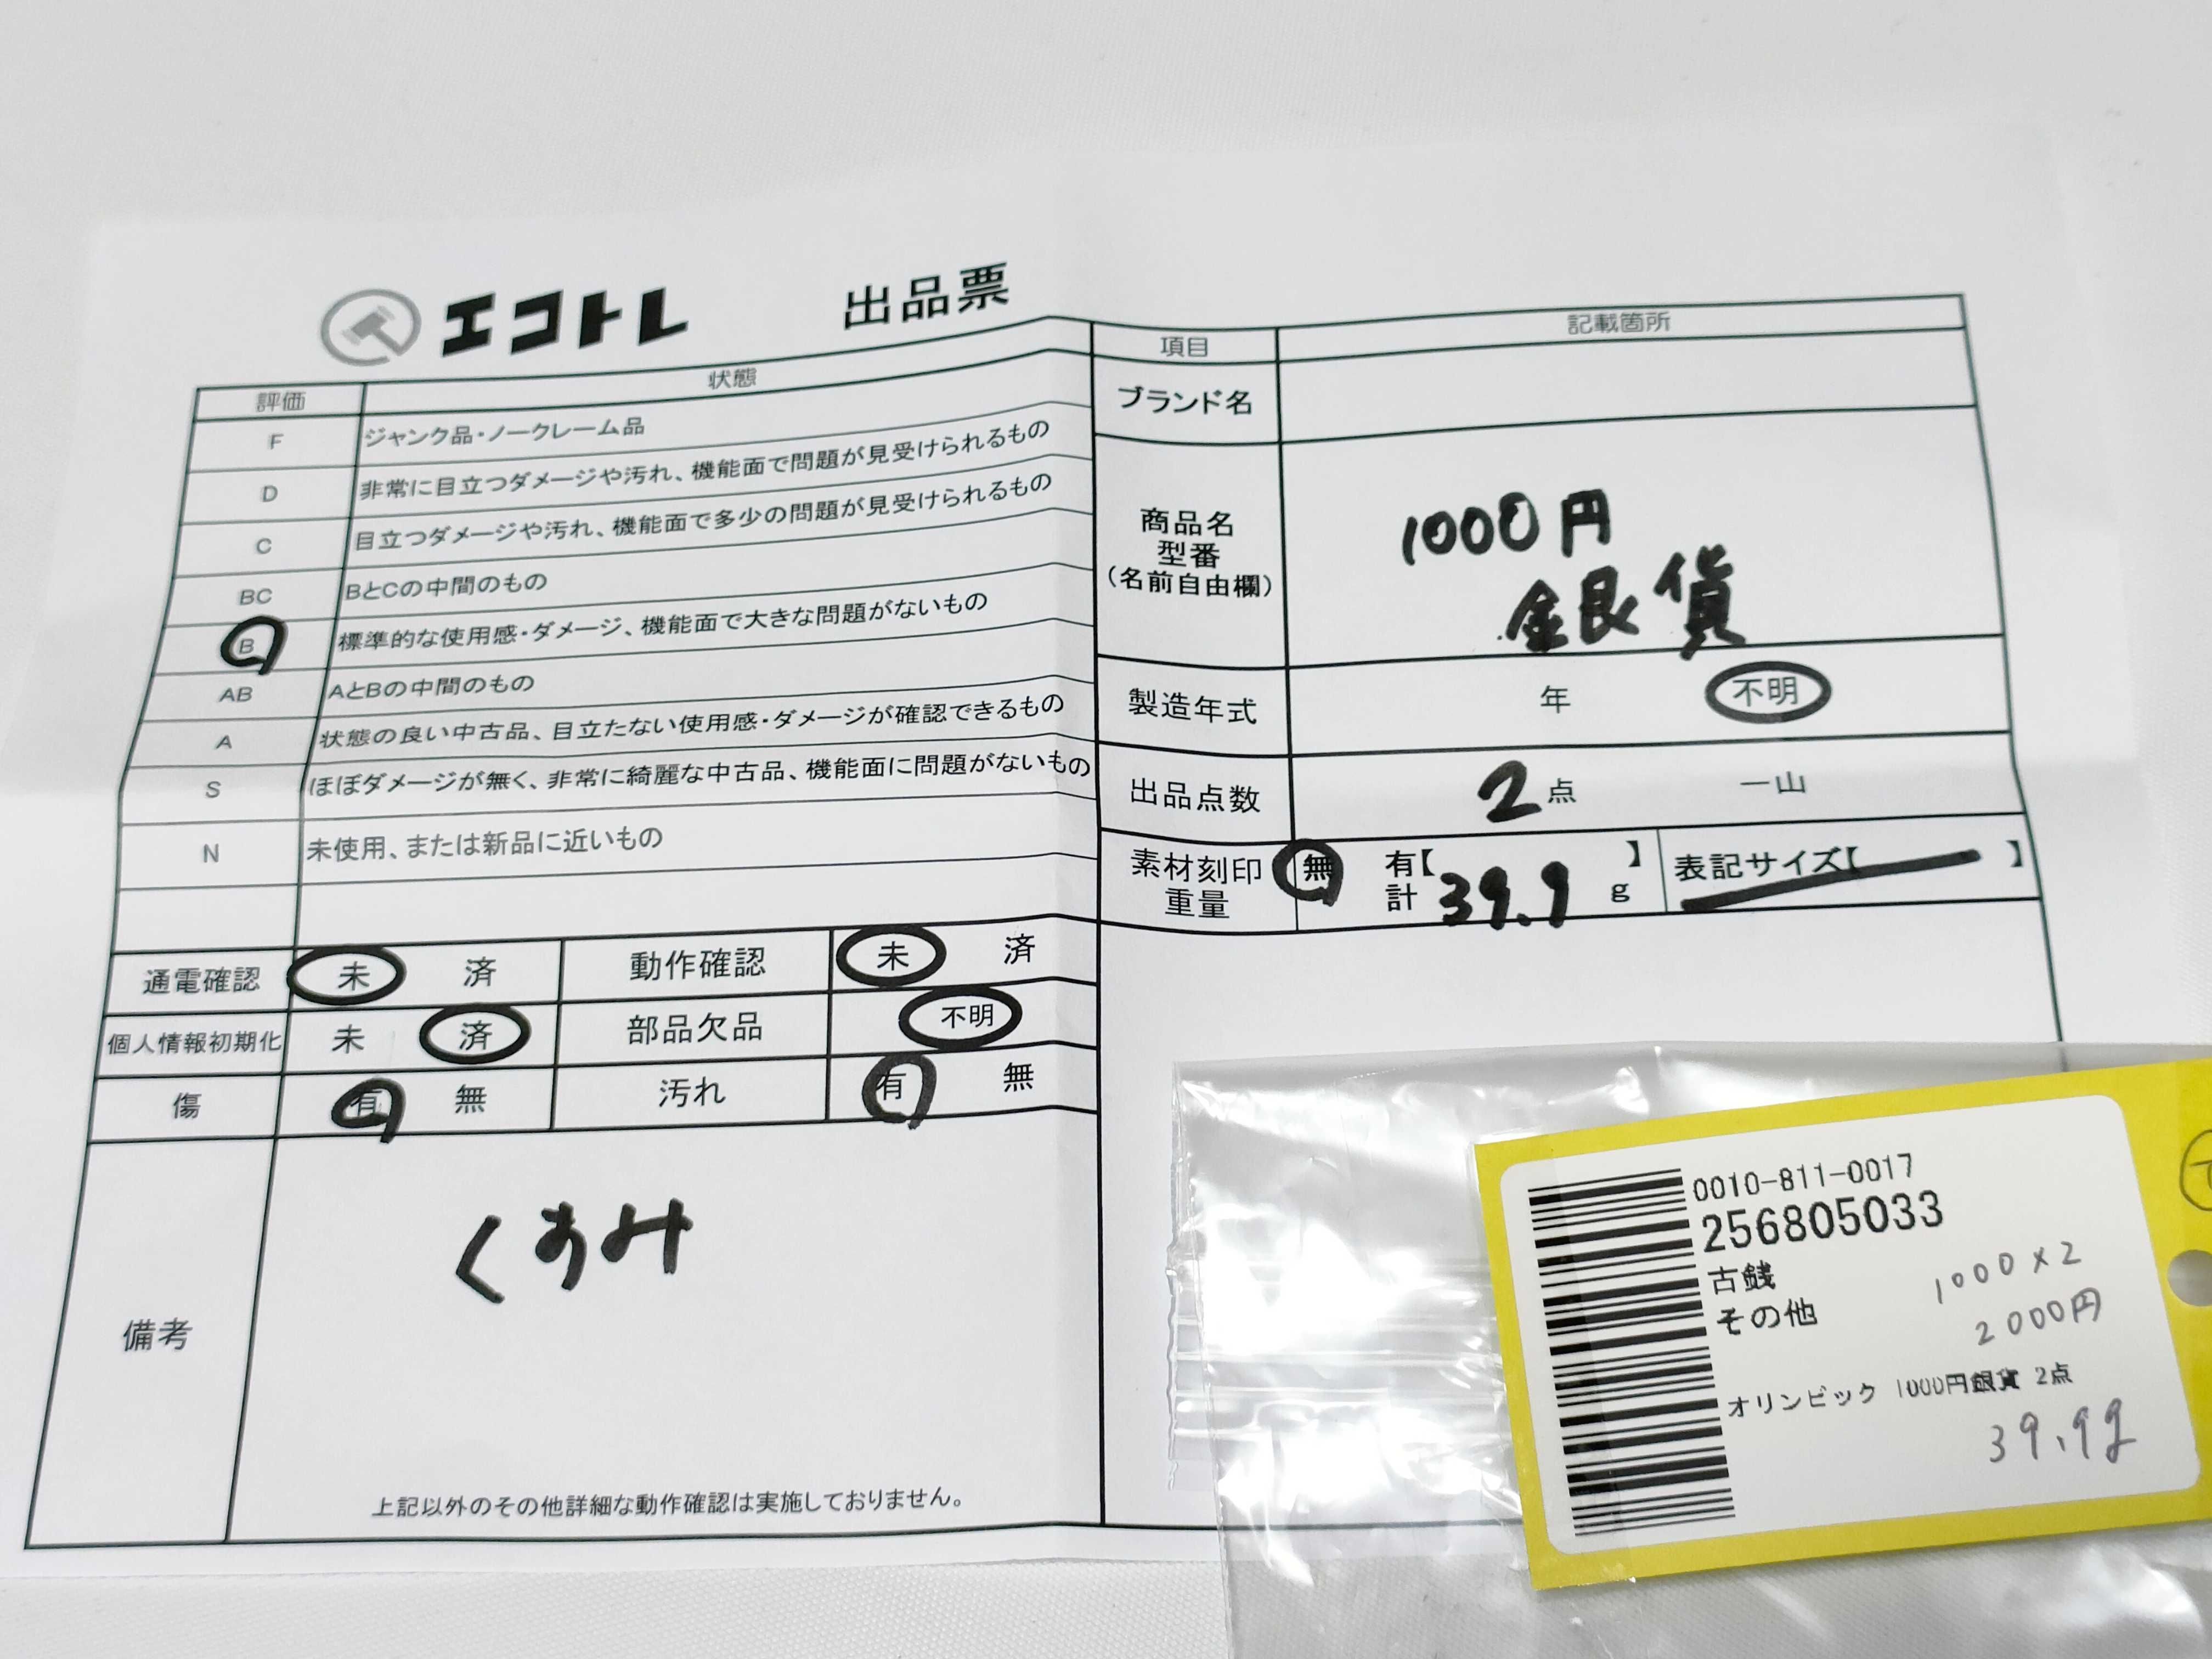 エコトレ 出品票
評価 状態
F ジャンク品・ノークレーム品
D 非常に目立つダメージや汚れ、機能面で問題が見受けられるもの
C 目立つダメージや汚れ、機能面で多少の問題が見受けられるもの
BC BとCの中間のもの
B 標準的な使用感・ダメージ、機能面で大きな問題がないもの
AB AとBの中間のもの
A 状態の良い中古品、目立たない使用感・ダメージが確認できるもの
S ほぼダメージが無く、非常に綺麗な中古品、機能面に問題がないもの
N 未使用、または新品に近いもの
通電確認 未 済 動作確認 未 済
個人情報初期化 未 済 部品欠品 不明
傷 有 無 汚れ 有 無
備考
くすみ
上記以外のその他詳細な動作確認は実施しておりません。
項目 記載箇所
ブランド名
商品名
型番
(名前自由欄)
1000円
銀貨
製造年式 年 不明
出品点数 2点 一山
素材刻印 無 有【 】 表記サイズ【 】
重量 計 39.9 g
0010-811-0017
256805033
古銭
その他
1000×2
2000円
オリンピック 1000円銀貨 2点
39.9g